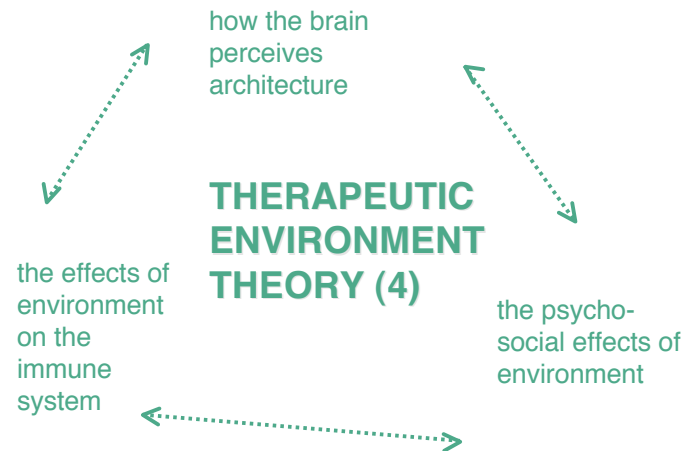 how the brain
perceives
architecture
THERAPEUTIC
ENVIRONMENT
THEORY (4)
the effects of
environment
on the
immune
system
the psycho-
social effects of
environment